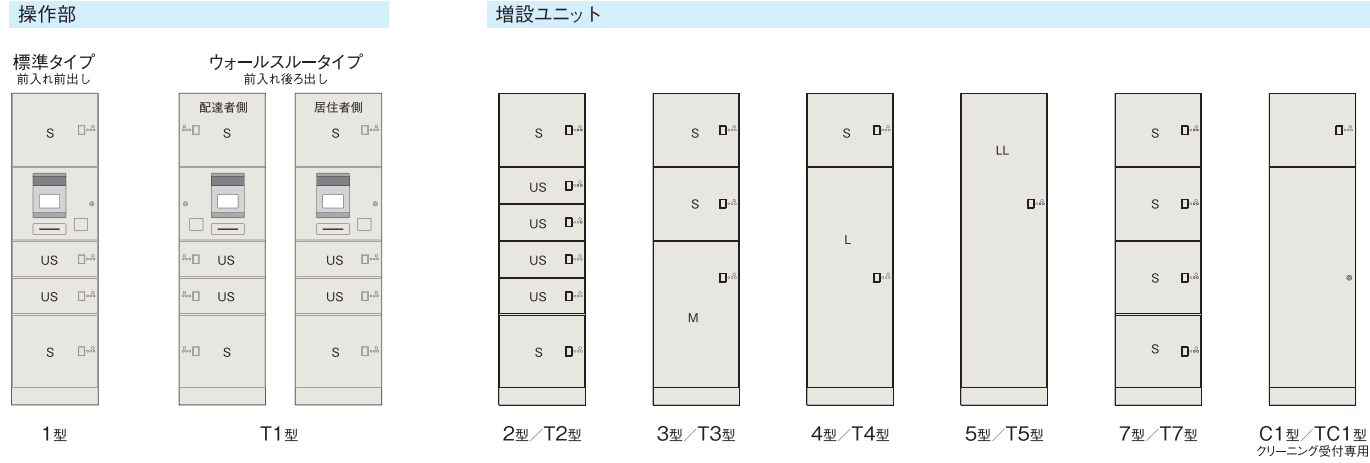 操作部
標準タイプ
前入れ前出し
S
US
US
S
1型
ウォールスルータイプ
前入れ後ろ出し
配達者側
S
US
US
S
居住者側
S
US
US
S
T1型
増設ユニット
S
US
US
US
US
S
2型／T2型
S
S
M
3型／T3型
S
L
4型／T4型
LL
5型／T5型
S
S
S
S
7型／T7型
C1型／TC1型
クリーニング受付専用